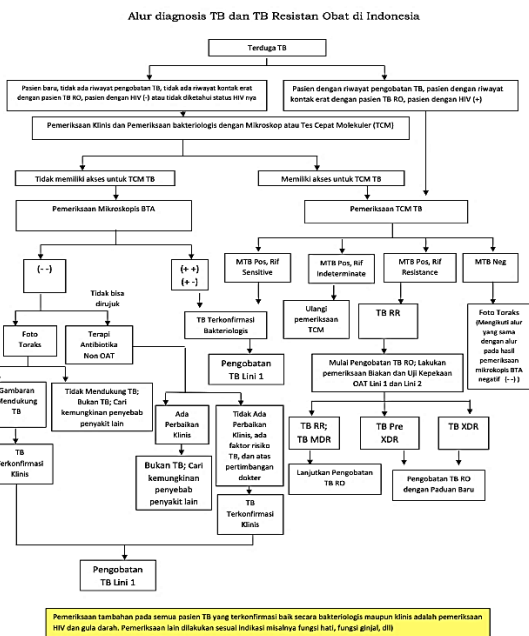 Alur diagnosis TB dan TB Resistan Obat di Indonesia
Terduga TB
Pasien baru, tidak ada riwayat pengobatan TB, tidak ada riwayat kontak erat
dengan pasien TB RO, pasien dengan HIV (-) atau tidak diketahui status HIV nya
Pasien dengan riwayat pengobatan TB, pasien dengan riwayat
kontak erat dengan pasien TB RO, pasien dengan HIV (+)
Pemeriksaan Klinis dan Pemeriksaan bakteriologis dengan Mikroskop atau Tes Cepat Molekuler (TCM)
Tidak memiliki akses untuk TCM TB
Memiliki akses untuk TCM TB
Pemeriksaan Mikroskopis BTA
Pemeriksaan TCM TB
(- -)
(+ +)
(+ -)
MTB Pos, Rif
Sensitive
MTB Pos, Rif
Indeterminate
MTB Pos, Rif
Resistance
MTB Neg
Tidak bisa
dirujuk
Foto
Toraks
Terapi
Antibiotika
Non OAT
TB Terkonfirmasi
Bakteriologis
Ulangi
pemeriksaan
TCM
TB RR
Foto Toraks
(Mengikuti alur
yang sama
dengan alur
pada hasil
pemeriksaan
mikrokopis BTA
negatif (- -) )
Pengobatan
TB Lini 1
Mulai Pengobatan TB RO; Lakukan
pemeriksaan Biakan dan Uji Kepekaan
OAT Lini 1 dan Lini 2
Gambaran
Mendukung
TB
Tidak Mendukung TB;
Bukan TB; Cari
kemungkinan penyebab
penyakit lain
Ada
Perbaikan
Klinis
Tidak Ada
Perbaikan
Klinis, ada
faktor risiko
TB, dan atas
pertimbangan
dokter
TB RR;
TB MDR
TB Pre
XDR
TB XDR
TB
Terkonfirmasi
Klinis
Bukan TB; Cari
kemungkinan
penyebab
penyakit lain
Lanjutkan Pengobatan
TB RO
Pengobatan TB RO
dengan Paduan Baru
TB
Terkonfirmasi
Klinis
Pengobatan
TB Lini 1
Pemeriksaan tambahan pada semua pasien TB yang terkonfirmasi baik secara bakteriologis maupun klinis adalah pemeriksaan
HIV dan gula darah. Pemeriksaan lain dilakukan sesuai indikasi misalnya fungsi hati, fungsi ginjal, dll)